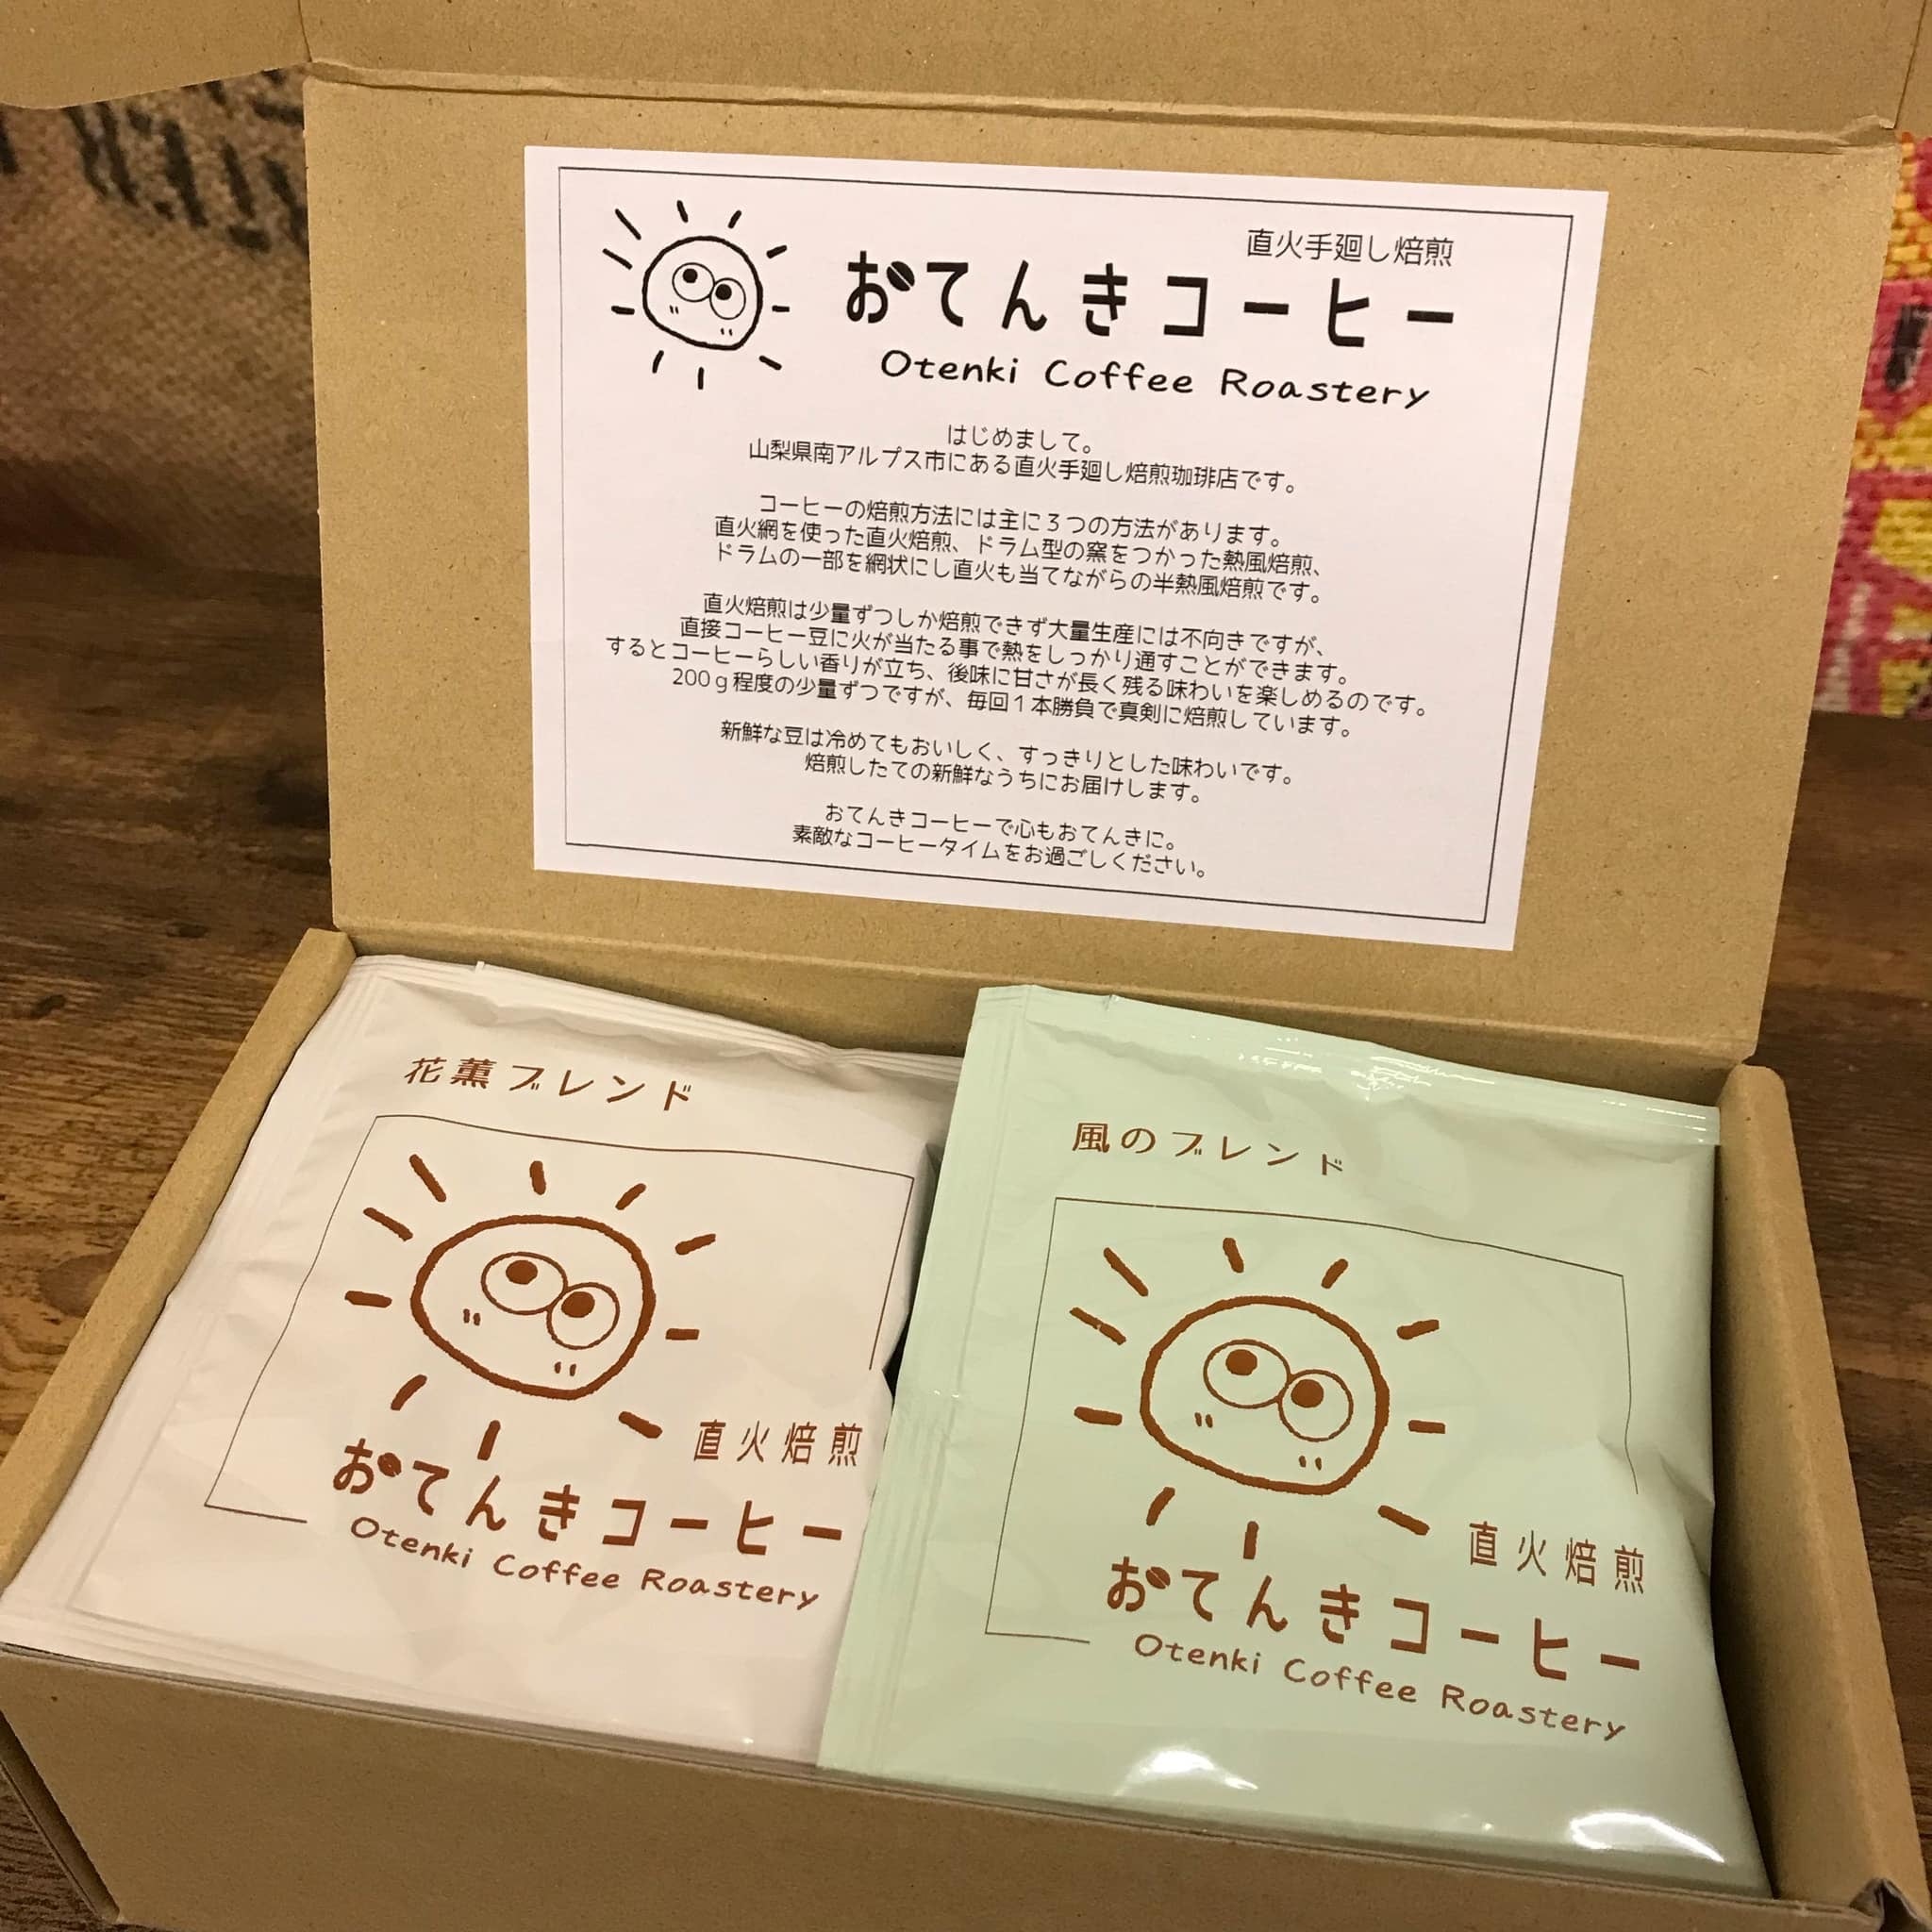 直火手廻し焙煎
おてんきコーヒー
Otenki Coffee Roastery
はじめまして。
山梨県南アルプス市にある直火手廻し焙煎珈琲店です。
コーヒーの焙煎方法には主に３つの方法があります。
直火網を使った直火焙煎、ドラム型の窯をつかった熱風焙煎、
ドラムの一部を網状にし直火も当てながらの半熱風焙煎です。
直火焙煎は少量ずつしか焙煎できず大量生産には不向きですが、
直接コーヒー豆に火が当たる事で熱をしっかり通すことができます。
するとコーヒーらしい香りが立ち、後味に甘さが長く残る味わいを楽しめるのです。
200ｇ程度の少量ずつですが、毎回１本勝負で真剣に焙煎しています。
新鮮な豆は冷めてもおいしく、すっきりとした味わいです。
焙煎したての新鮮なうちにお届けします。
おてんきコーヒーで心もおてんきに。
素敵なコーヒータイムをお過ごしください。
花薫ブレンド
直火焙煎
おてんきコーヒー
Otenki Coffee Roastery
風のブレンド
直火焙煎
おてんきコーヒー
Otenki Coffee Roastery